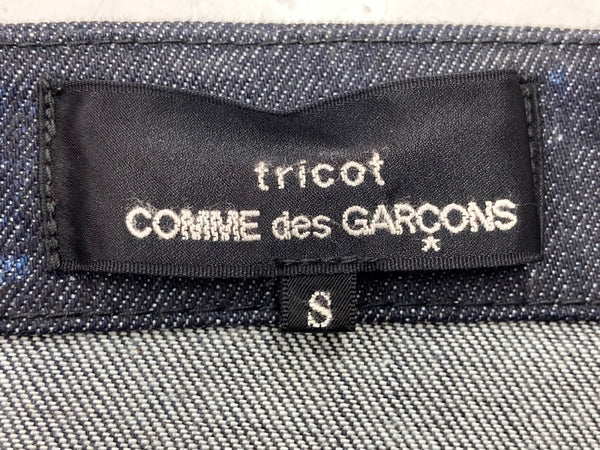 tricot
COMME des GARÇONS
*
S